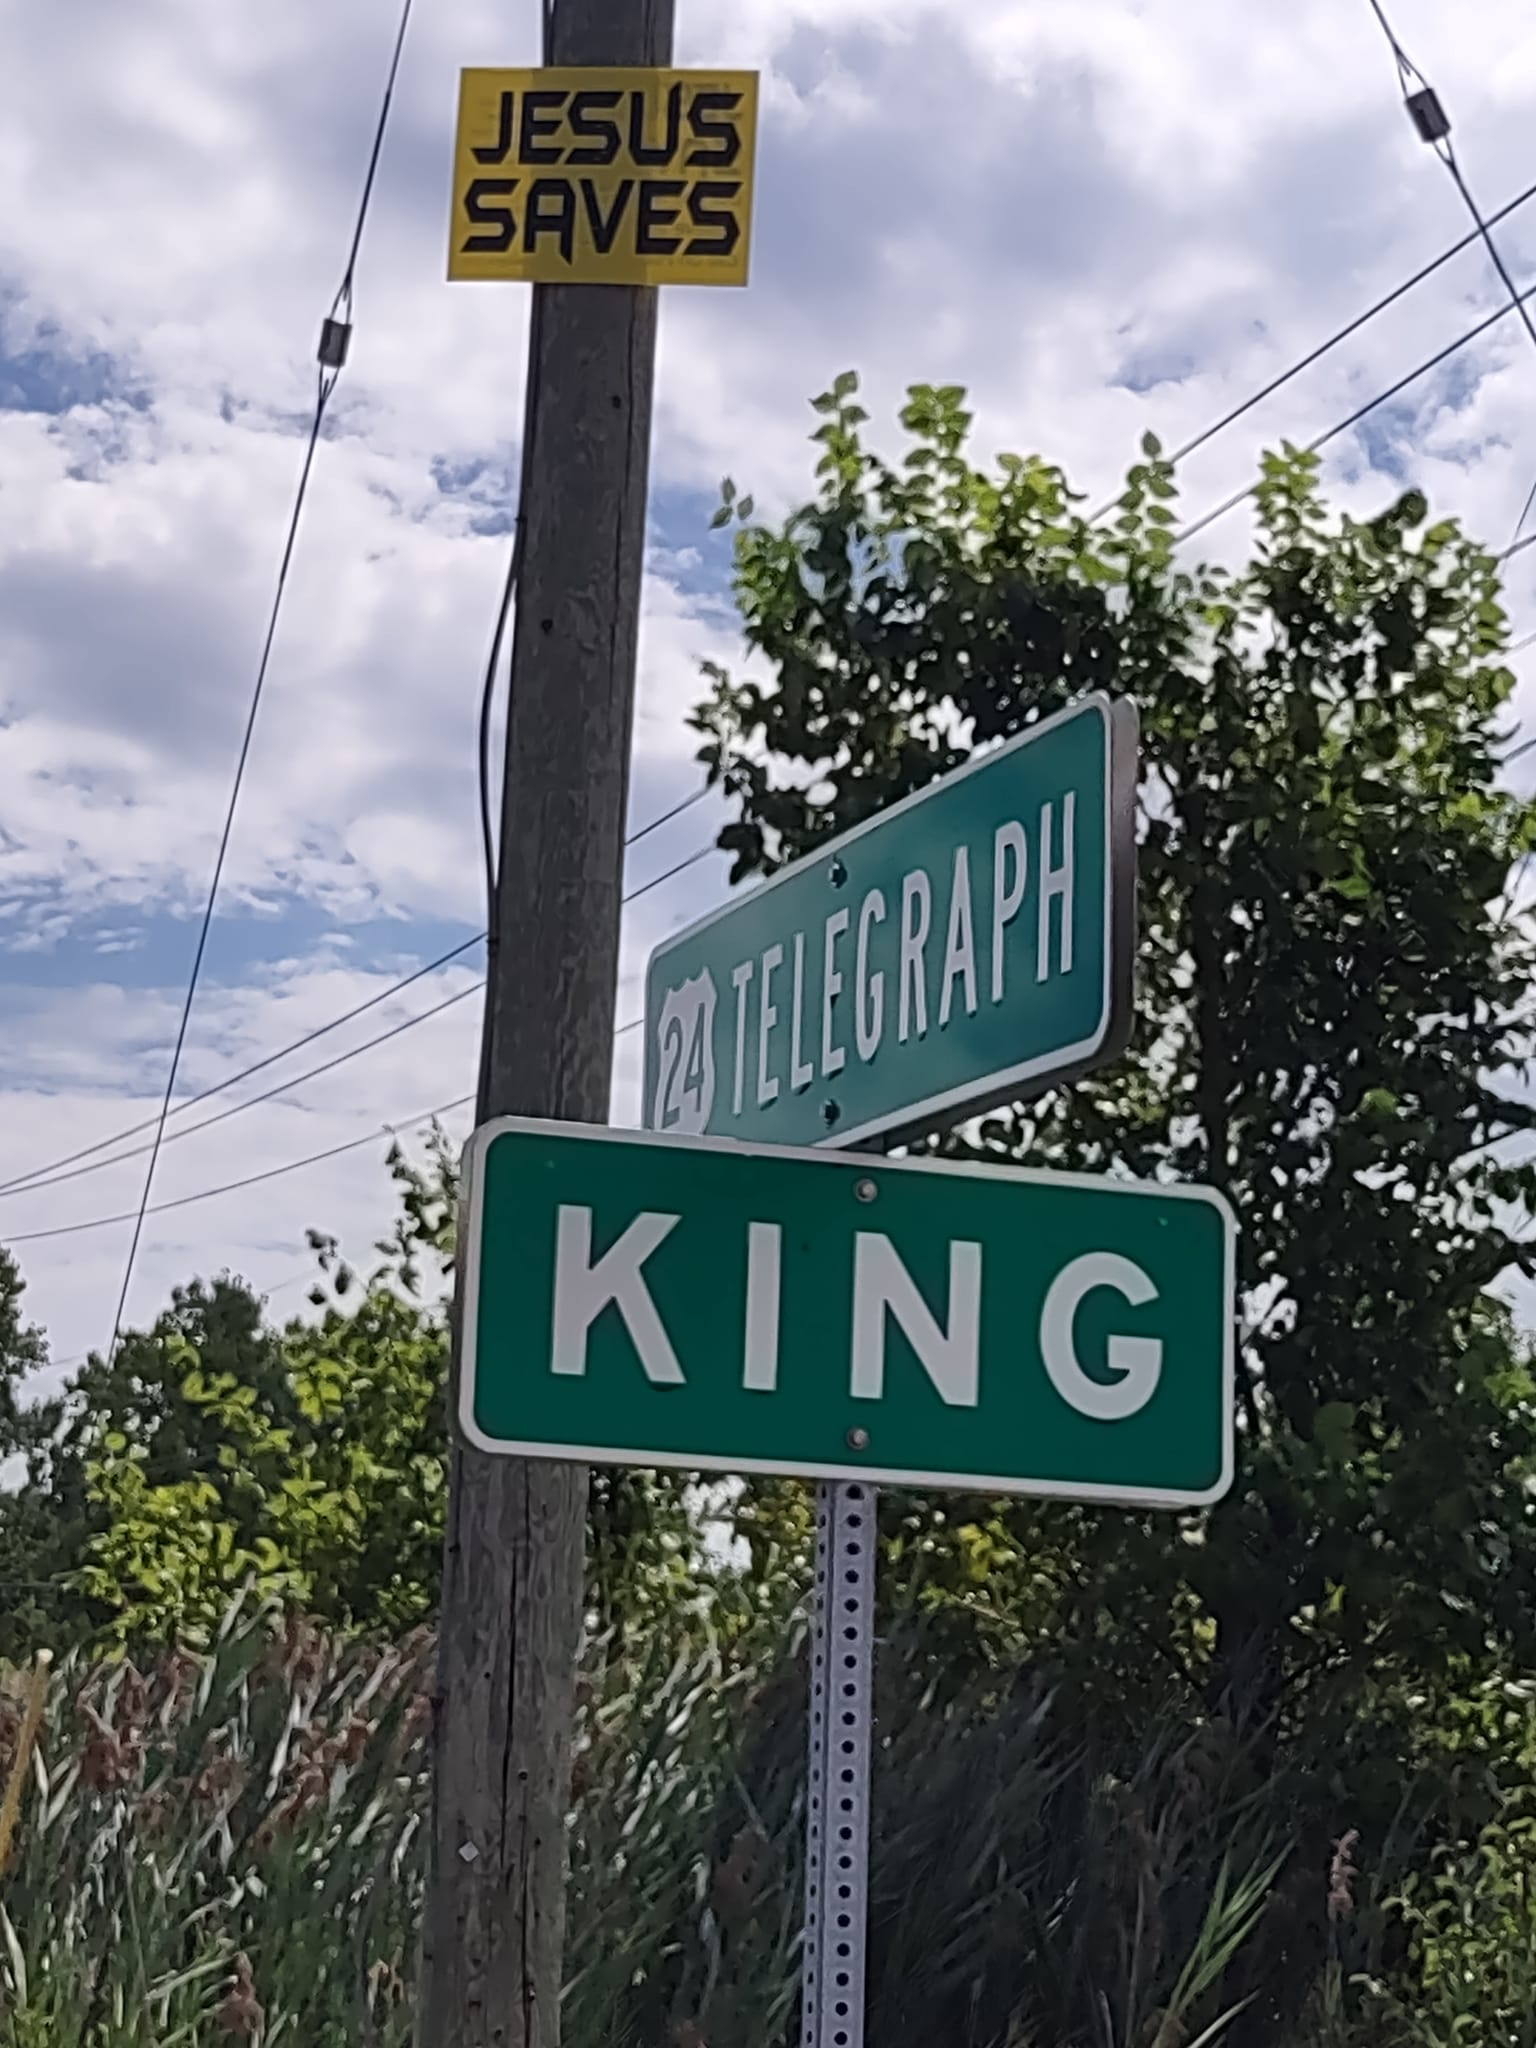 JESUS
SAVES
24 TELEGRAPH
KING